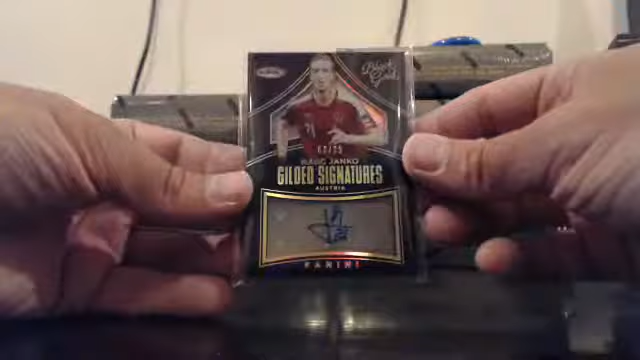 Black
Gold
MARC JANKO
GILDED SIGNATURES
AUSTRIA
PANINI